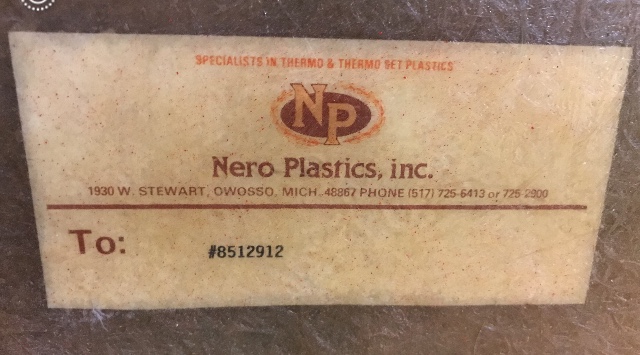 SPECIALISTS IN THERMO & THERMO SET PLASTICS
NP
Nero Plastics, inc.
1930 W. STEWART, OWOSSO, MICH. 48867 PHONE (517) 725-6413 or 725-2900
To:
#8512912